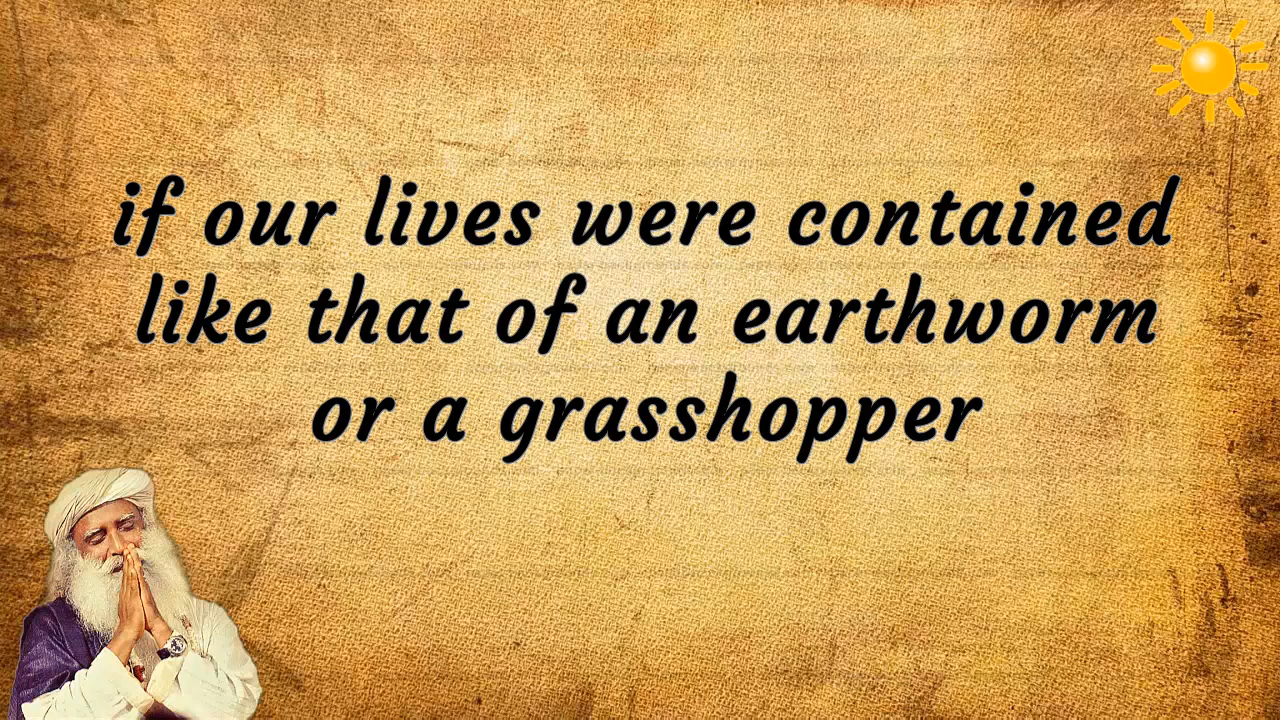 if our lives were contained
like that of an earthworm
or a grasshopper